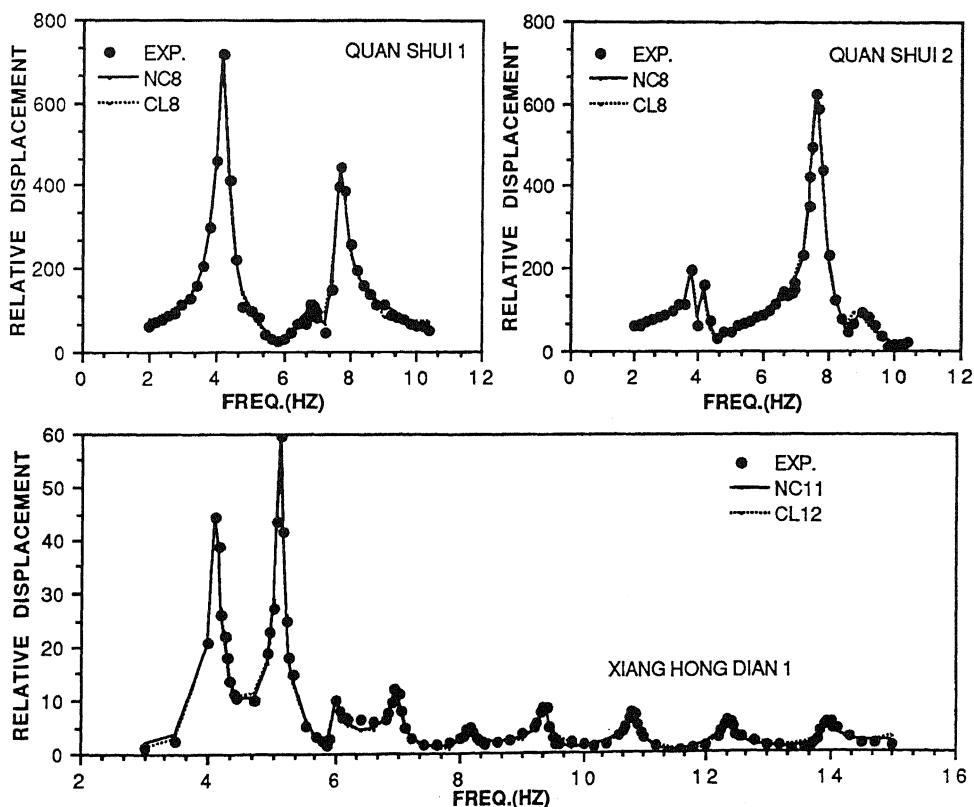 QUAN SHUI 1
EXP.
NC8
CL8
RELATIVE DISPLACEMENT
800
600
400
200
0
0 2 4 6 8 10 12
FREQ.(HZ)
QUAN SHUI 2
EXP.
NC8
CL8
RELATIVE DISPLACEMENT
800
600
400
200
0
0 2 4 6 8 10 12
FREQ.(HZ)
EXP.
NC11
CL12
XIANG HONG DIAN 1
RELATIVE DISPLACEMENT
60
50
40
30
20
10
0
2 4 6 8 10 12 14 16
FREQ.(HZ)